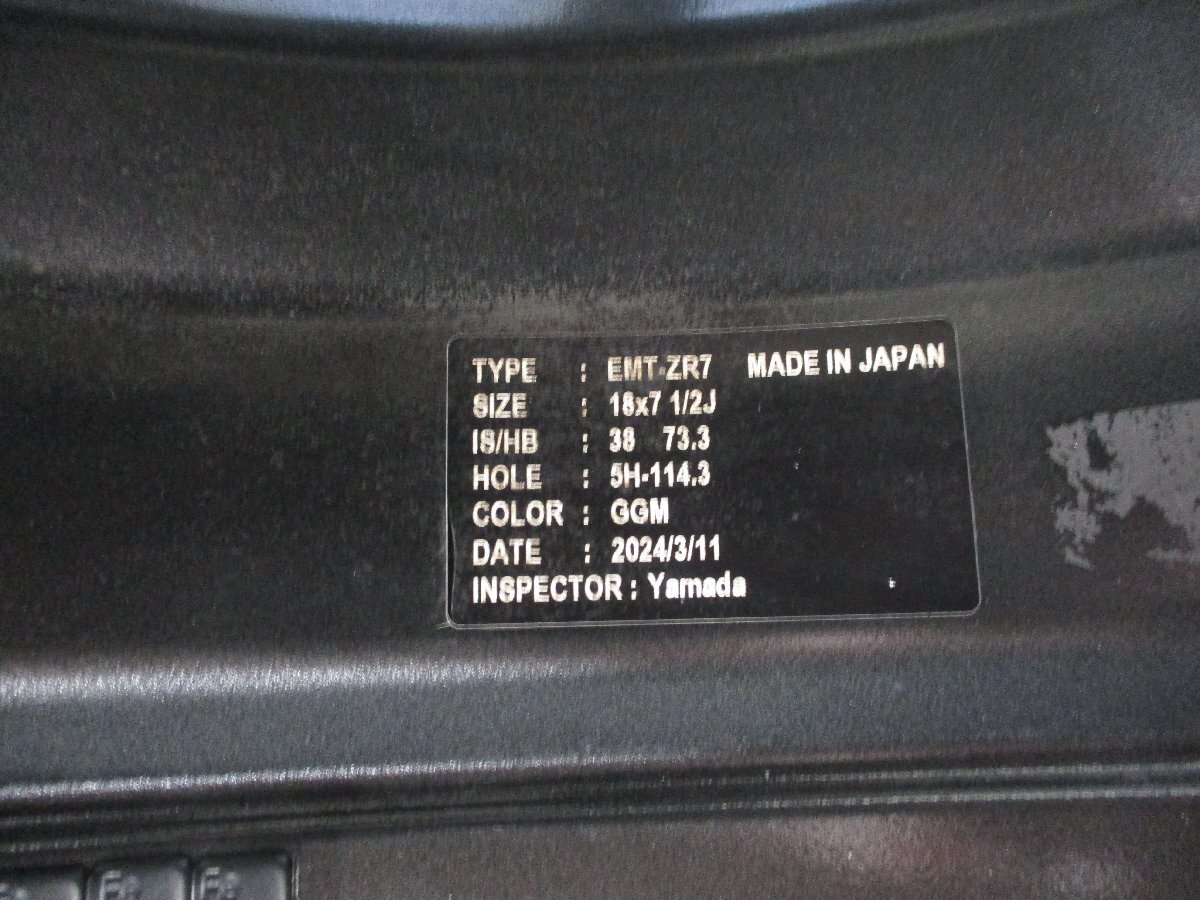 TYPE : EMT-ZR7 MADE IN JAPAN
SIZE : 18x7 1/2J
IS/HB : 38 73.3
HOLE : 5H-114.3
COLOR : GGM
DATE : 2024/3/11
INSPECTOR : Yamada